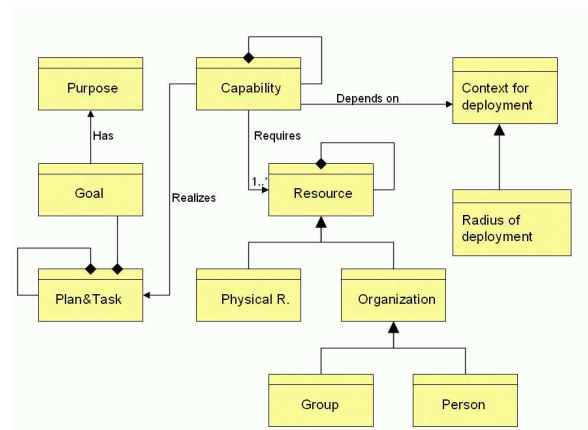 Purpose
Capability
Context for
deployment
Depends on
Has
Requires
1..*
Goal
Realizes
Resource
Radius of
deployment
Plan&Task
Physical R.
Organization
Group
Person